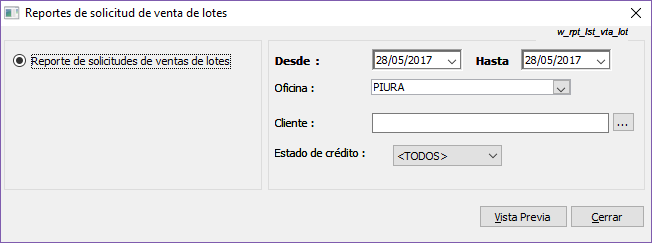 Reportes de solicitud de venta de lotes
w_rpt_lst_vta_lot
Reporte de solicitudes de ventas de lotes
Desde : 28/05/2017 Hasta 28/05/2017
Oficina : PIURA
Cliente : ...
Estado de crédito : <TODOS>
Vista Previa Cerrar